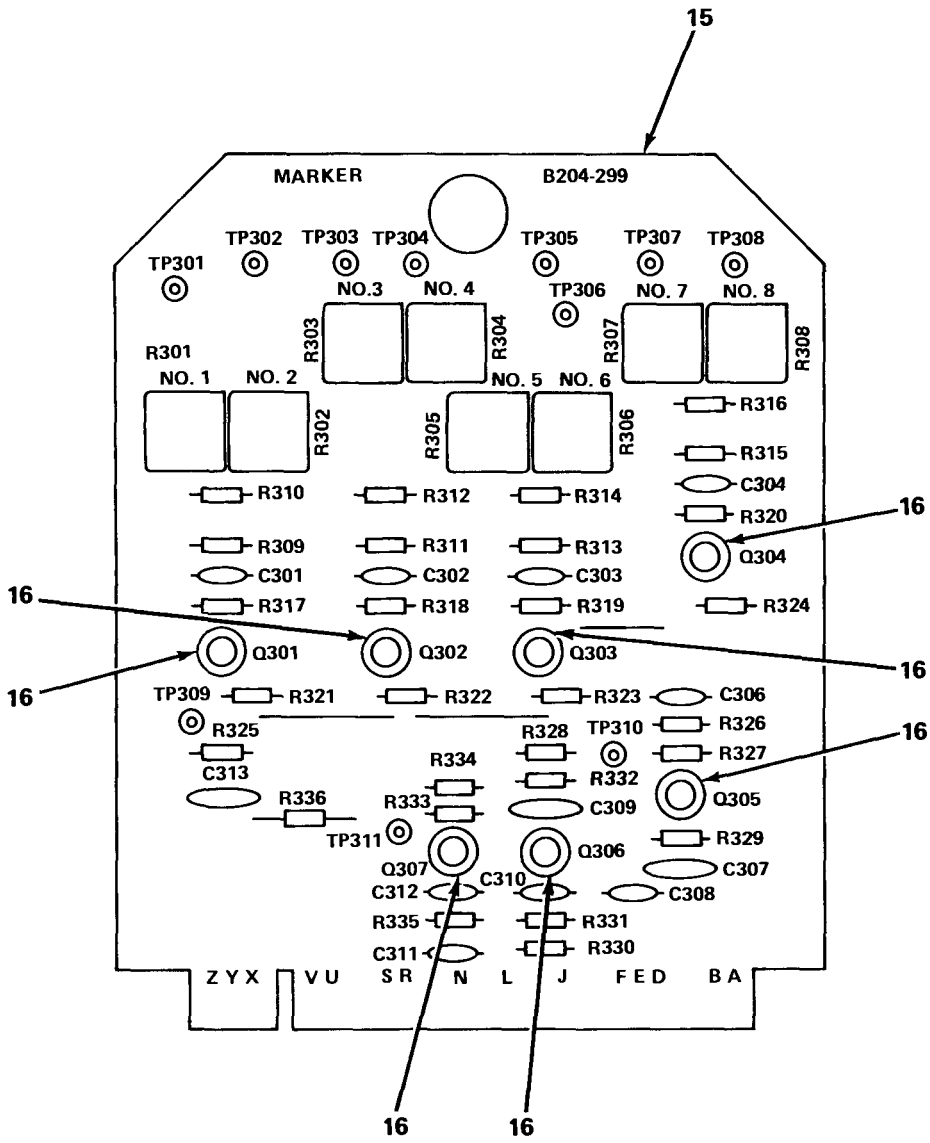 15
MARKER B204-299
TP302 TP303 TP304 TP305 TP307 TP308
TP301
NO.3 NO. 4 TP306 NO. 7 NO. 8
R303 R304 R307 R308
R301
NO. 1 NO. 2 NO. 5 NO. 6
R302 R305 R306 R316
R315
R310 R312 R314 C304
R320 16
R309 R311 R313 Q304
C301 C302 C303
16 R317 R318 R319 R324
Q301 Q302 Q303
16 16
TP309 R321 R322 R323 C306
R325 R328 TP310 R326 16
R334 R327
C313 R332
R336 R333 C309 Q305
TP311 R329
Q307 Q306 C307
C312 C310 C308
R335 R331
C311 R330
Z Y X V U S R N L J F E D B A
16 16